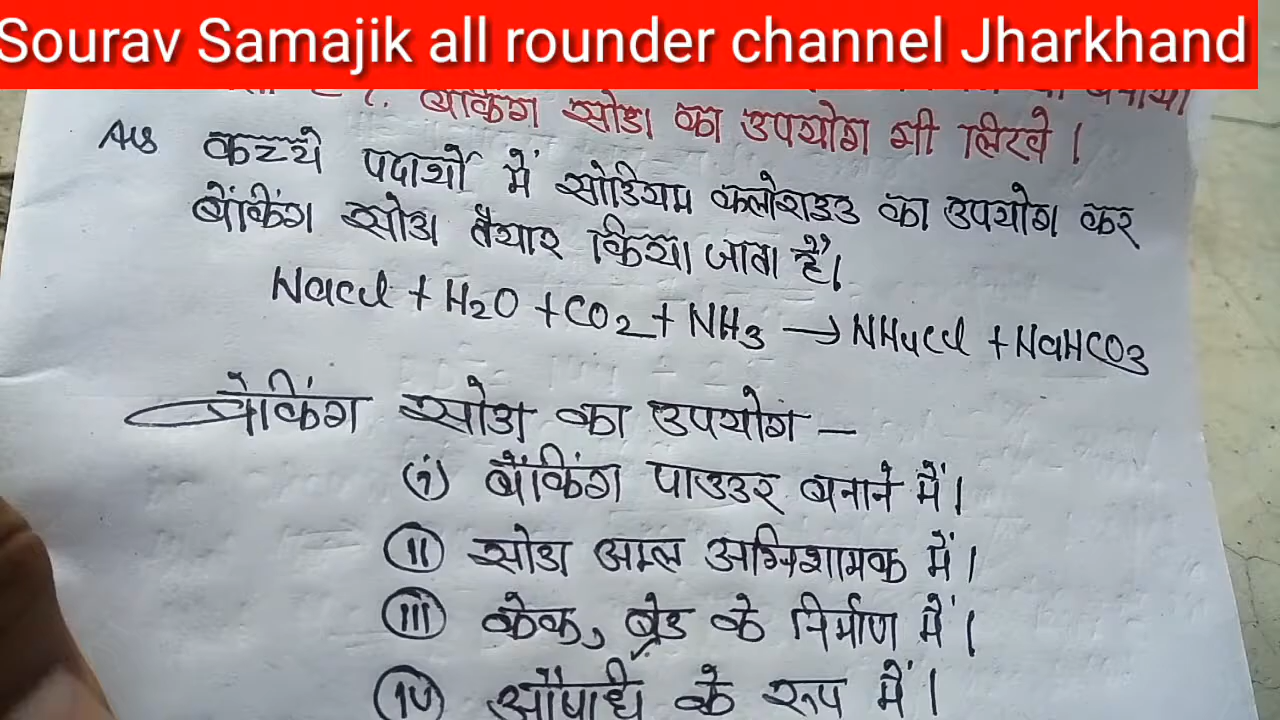 Sourav Samajik all rounder channel Jharkhand
बेकिंग सोडा का उपयोग भी लिखे।
Ans कच्चे पदार्थो में सोडियम क्लोराइड का उपयोग कर
बेंकिंग सोडा तैयार किया जाता है।
NaCl + H2O + CO2 + NH3 → NH4Cl + NaHCO3
बेकिंग सोडा का उपयोग –
(i) बेंकिंग पाउडर बनाने में।
(II) सोडा अम्ल अग्निशामक में।
(III) केक, ब्रेड के निर्माण में।
(IV) औषधि के रूप में।